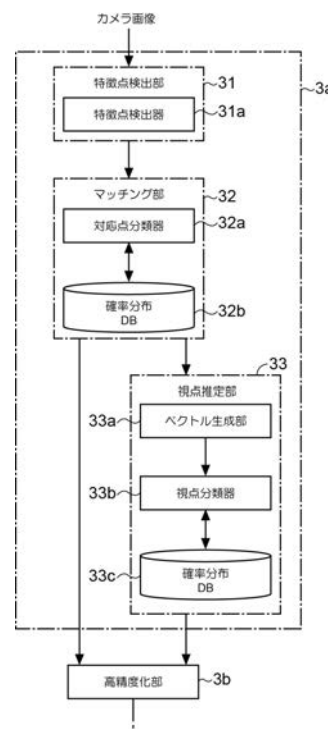 カメラ画像
特徴点検出部
31
特徴点検出器
31a
3a
マッチング部
32
対応点分類器
32a
確率分布
DB
32b
視点推定部
33
33a
ベクトル生成部
33b
視点分類器
33c
確率分布
DB
高精度化部
3b